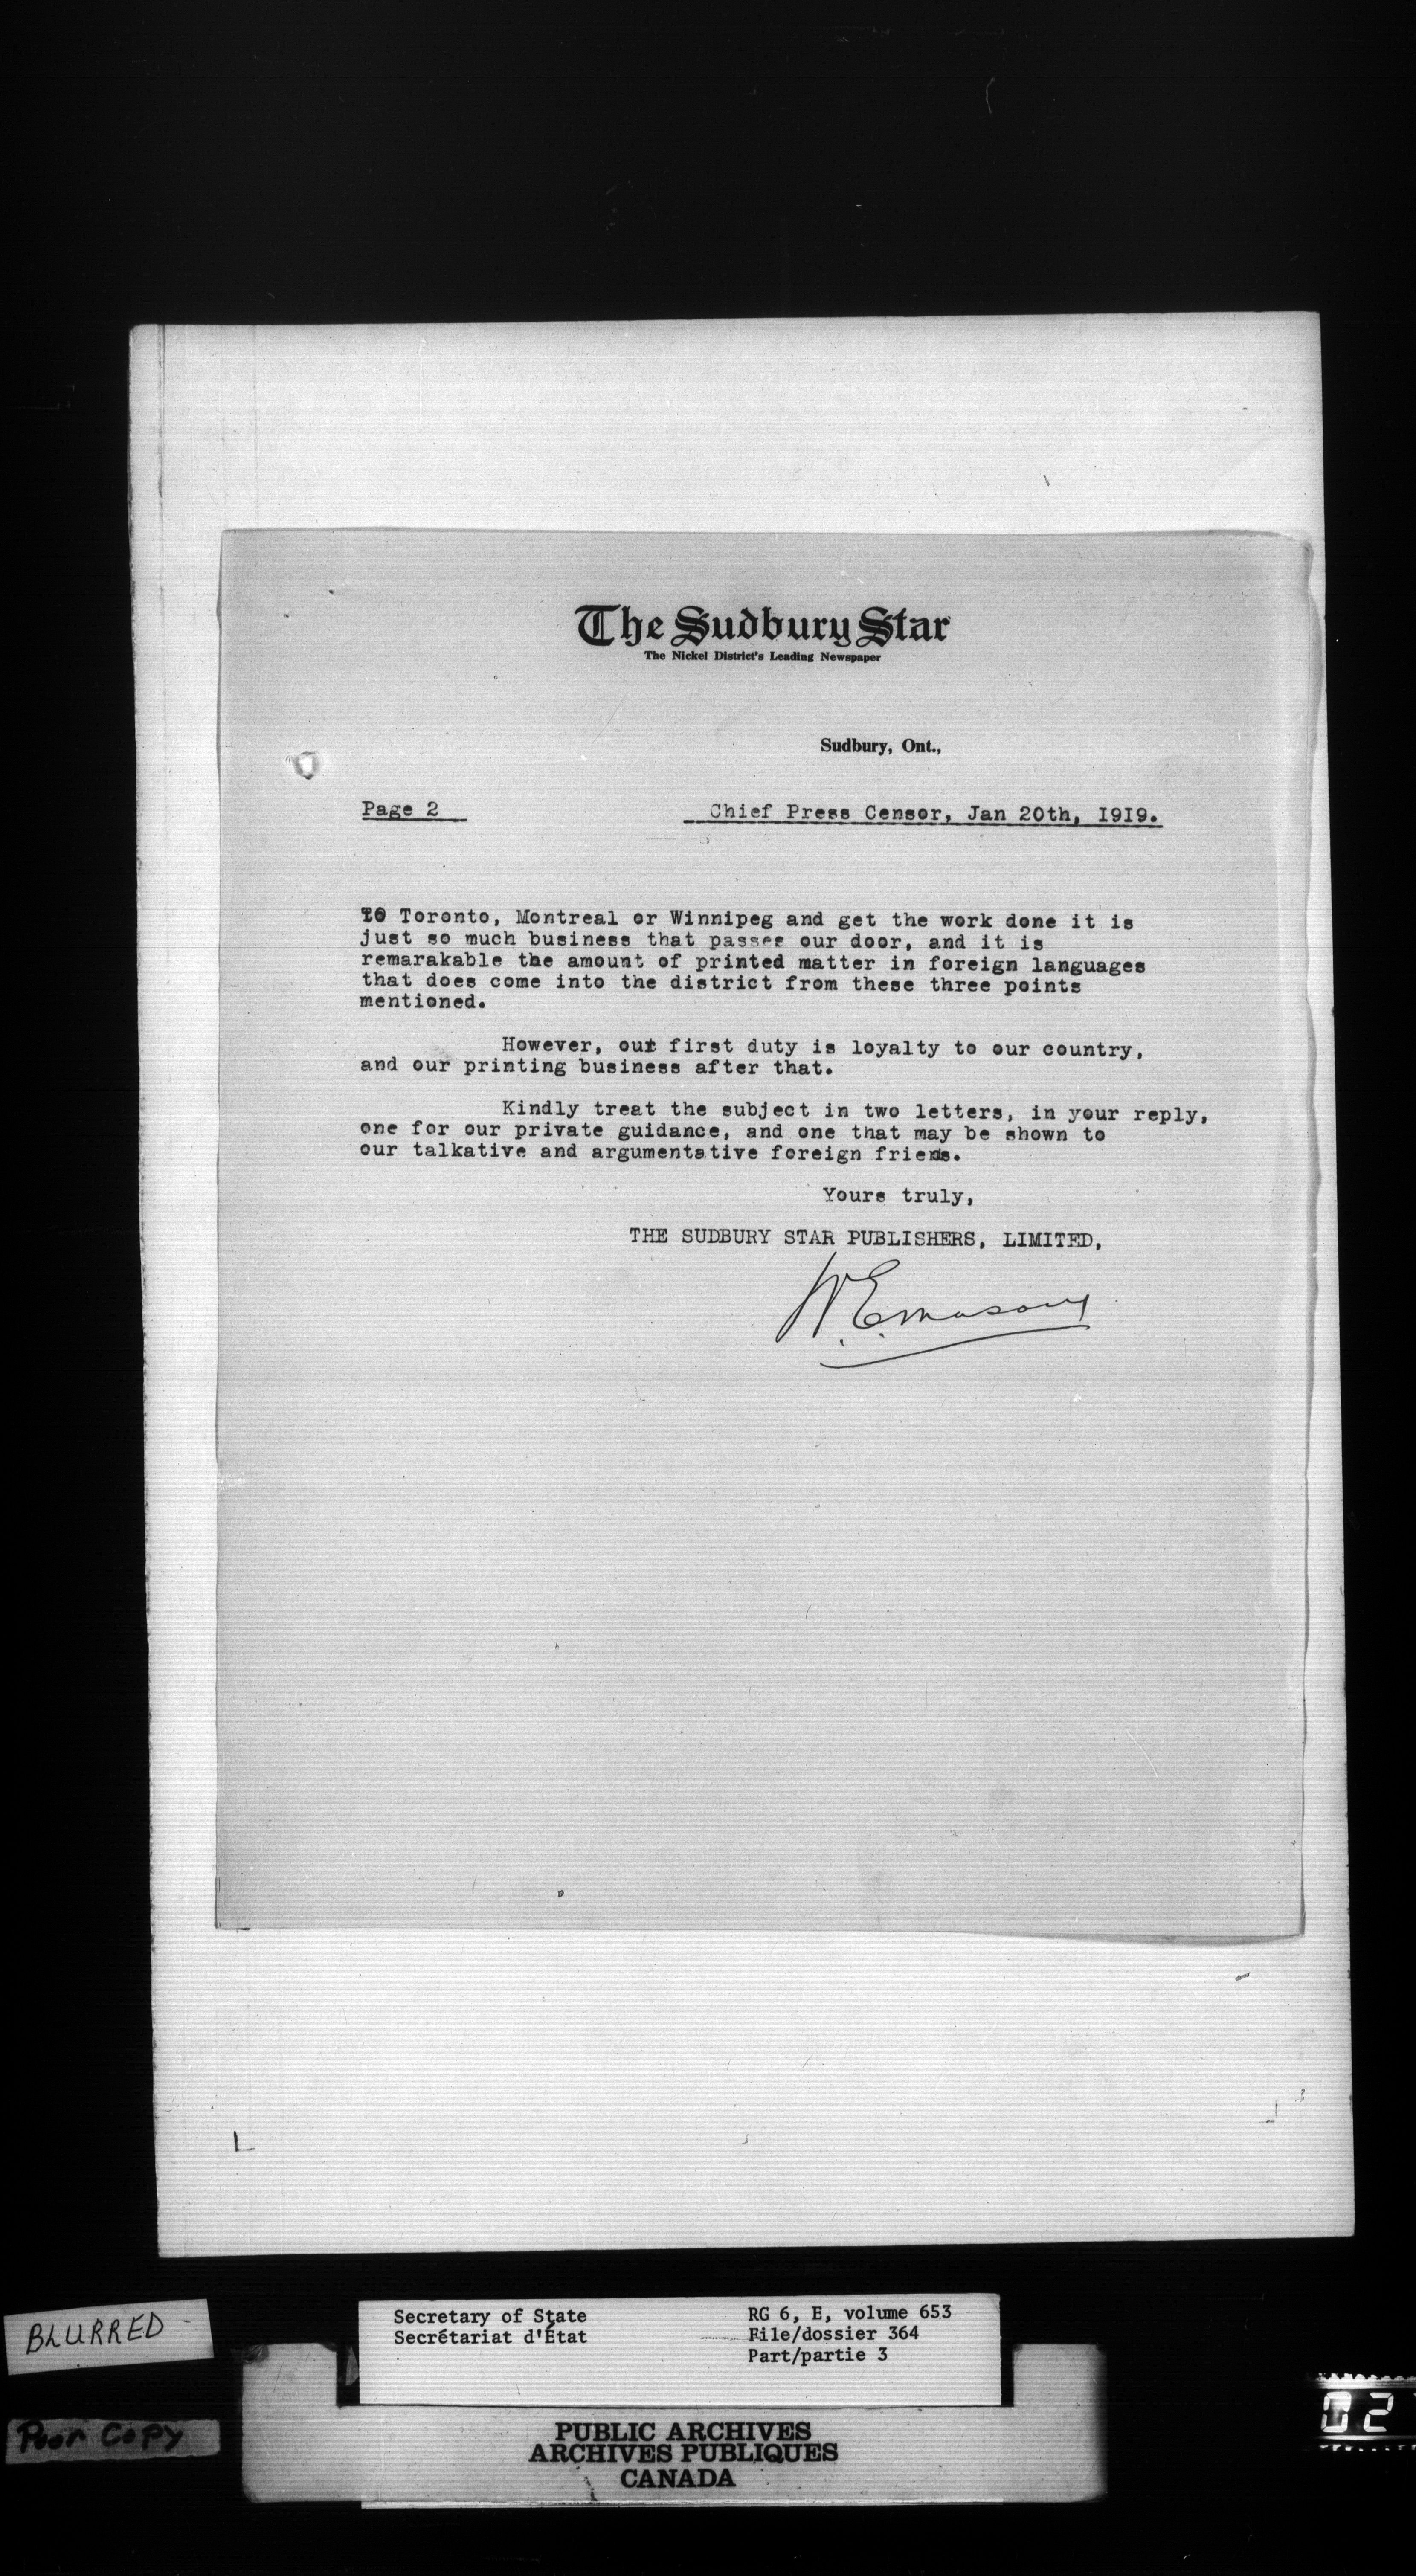 The Sudbury Star
The Nickel District's Leading Newspaper
Sudbury, Ont.,
Page 2 Chief Press Censor, Jan 20th, I9I9.
to Toronto, Montreal or Winnipeg and get the work done it is
just so much business that passes our door, and it is
remarakable the amount of printed matter in foreign languages
that does come into the district from these three points
mentioned.
However, our first duty is loyalty to our country,
and our printing business after that.
Kindly treat the subject in two letters, in your reply,
one for our private guidance, and one that may be shown to
our talkative and argumentative foreign friends.
Yours truly,
THE SUDBURY STAR PUBLISHERS, LIMITED,
W.E. Mason
BLURRED
Poor Copy
Secretary of State RG 6, E, volume 653
Secrétariat d'État File/dossier 364
Part/partie 3
PUBLIC ARCHIVES
ARCHIVES PUBLIQUES
CANADA
02